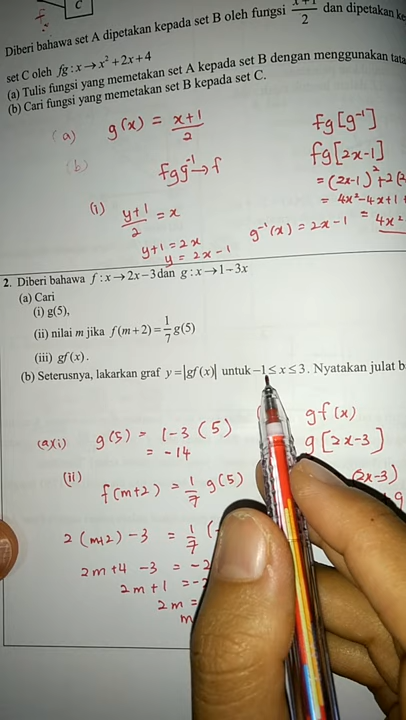 f.
C
Diberi bahawa set A dipetakan kepada set B oleh fungsi x+1/2 dan dipetakan
set C oleh fg : x → x² + 2x + 4
(a) Tulis fungsi yang memetakan set A kepada set B dengan menggunakan tata
(b) Cari fungsi yang memetakan set B kepada set C.
(a) g(x) = x+1/2
fg[g⁻¹]
(b) fgg⁻¹ → f
fg[2x-1]
= (2x-1)² + 2(2
(i) y+1/2 = x
= 4x² - 4x + 1 +
y+1 = 2x
g⁻¹(x) = 2x - 1
= 4x²
y = 2x - 1
2. Diberi bahawa f : x → 2x – 3 dan g : x → 1 – 3x
(a) Cari
(i) g(5),
(ii) nilai m jika f(m+2) = 1/7 g(5)
(iii) gf(x).
(b) Seterusnya, lakarkan graf y = |gf(x)| untuk –1 ≤ x ≤ 3. Nyatakan julat
(a)(i) g(5) = 1-3(5)
gf(x)
= -14
g[2x-3]
(ii) f(m+2) = 1/7 g(5)
(2x-3)
2(m+2) - 3 = 1/7 (
2m + 4 - 3 = -2
2m + 1 = -2
2m =
m